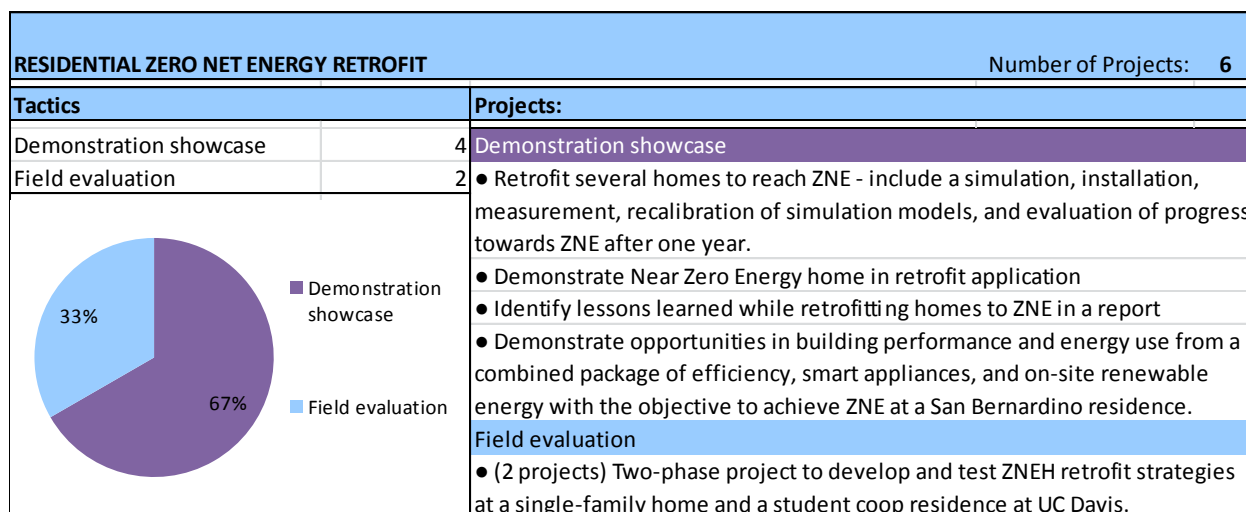 RESIDENTIAL ZERO NET ENERGY RETROFIT Number of Projects: 6
Tactics Projects:
Demonstration showcase 4
Field evaluation 2
33%
67%
Demonstration
showcase
Field evaluation
Demonstration showcase
● Retrofit several homes to reach ZNE - include a simulation, installation,
measurement, recalibration of simulation models, and evaluation of progress
towards ZNE after one year.
● Demonstrate Near Zero Energy home in retrofit application
● Identify lessons learned while retrofitting homes to ZNE in a report
● Demonstrate opportunities in building performance and energy use from a
combined package of efficiency, smart appliances, and on-site renewable
energy with the objective to achieve ZNE at a San Bernardino residence.
Field evaluation
● (2 projects) Two-phase project to develop and test ZNEH retrofit strategies
at a single-family home and a student coop residence at UC Davis.